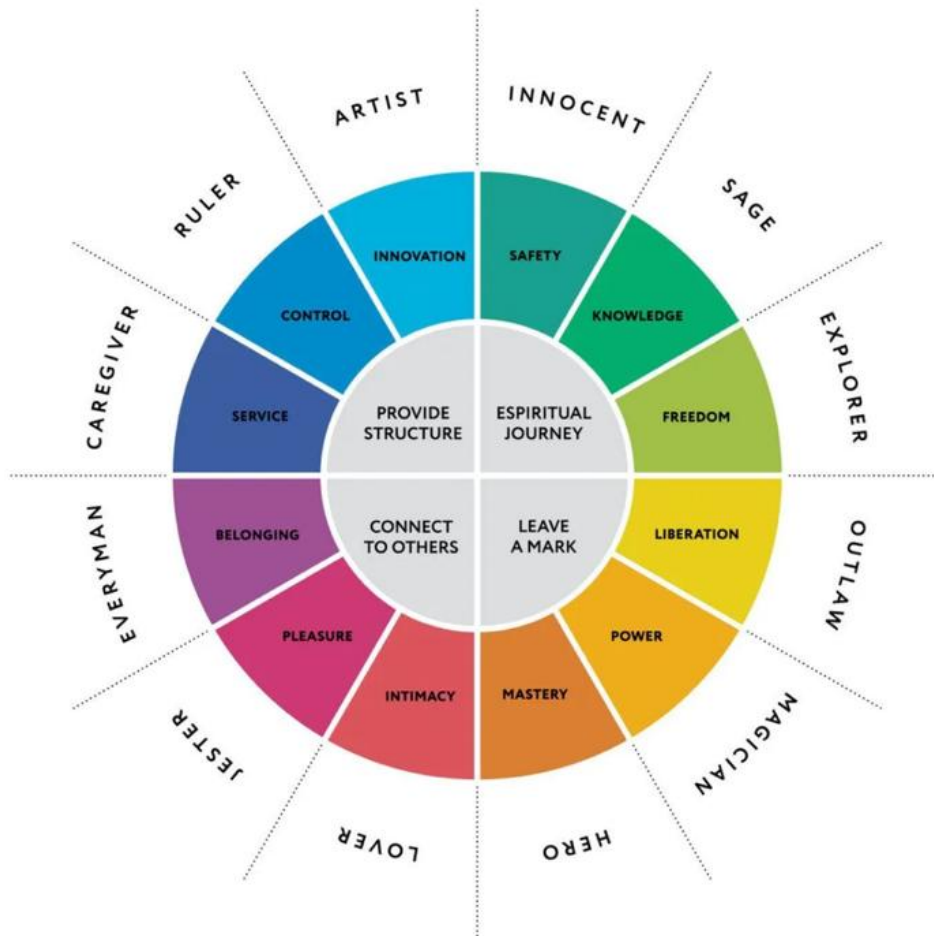 ARTIST
INNOCENT
RULER
SAGE
CAREGIVER
EXPLORER
EVERYMAN
OUTLAW
JESTER
MAGICIAN
LOVER
HERO
INNOVATION
SAFETY
CONTROL
KNOWLEDGE
SERVICE
FREEDOM
BELONGING
LIBERATION
PLEASURE
POWER
INTIMACY
MASTERY
PROVIDE
STRUCTURE
ESPIRITUAL
JOURNEY
CONNECT
TO OTHERS
LEAVE
A MARK